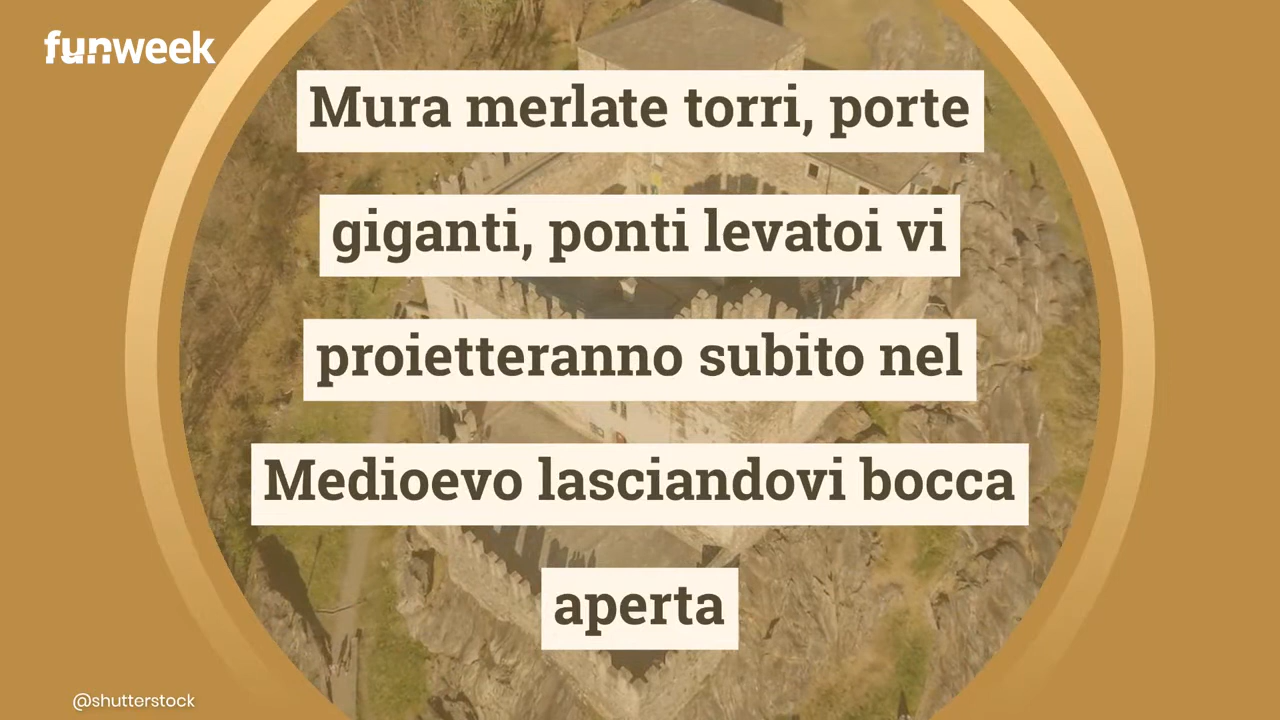 funweek
Mura merlate torri, porte
giganti, ponti levatoi vi
proietteranno subito nel
Medioevo lasciandovi bocca
aperta
@shutterstock